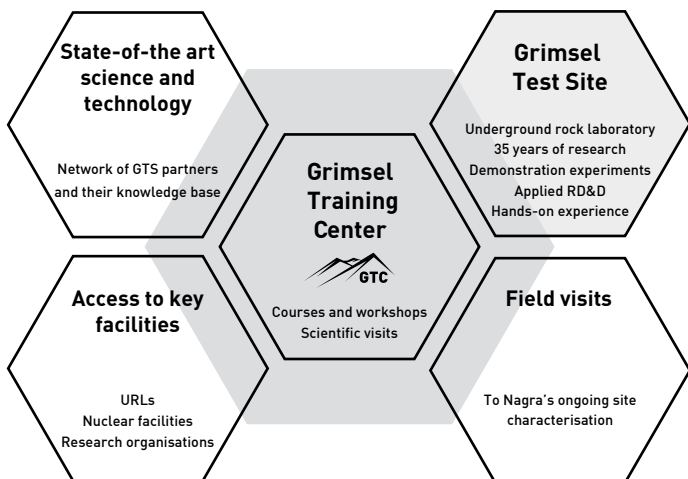 State-of-the art
science and
technology
Network of GTS partners
and their knowledge base
Grimsel
Test Site
Underground rock laboratory
35 years of research
Demonstration experiments
Applied RD&D
Hands-on experience
Grimsel
Training
Center
GTC
Courses and workshops
Scientific visits
Access to key
facilities
URLs
Nuclear facilities
Research organisations
Field visits
To Nagra's ongoing site
characterisation